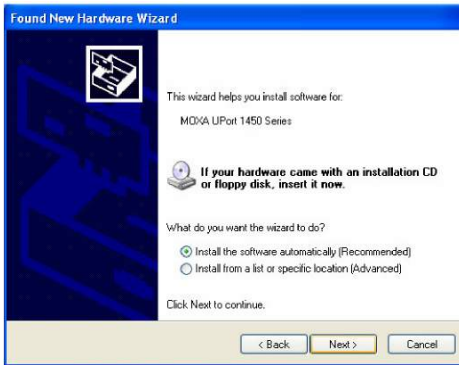 Found New Hardware Wizard
This wizard helps you install software for:
MOXA UPort 1450 Series
If your hardware came with an installation CD
or floppy disk, insert it now.
What do you want the wizard to do?
Install the software automatically (Recommended)
Install from a list or specific location (Advanced)
Click Next to continue.
< Back Next > Cancel